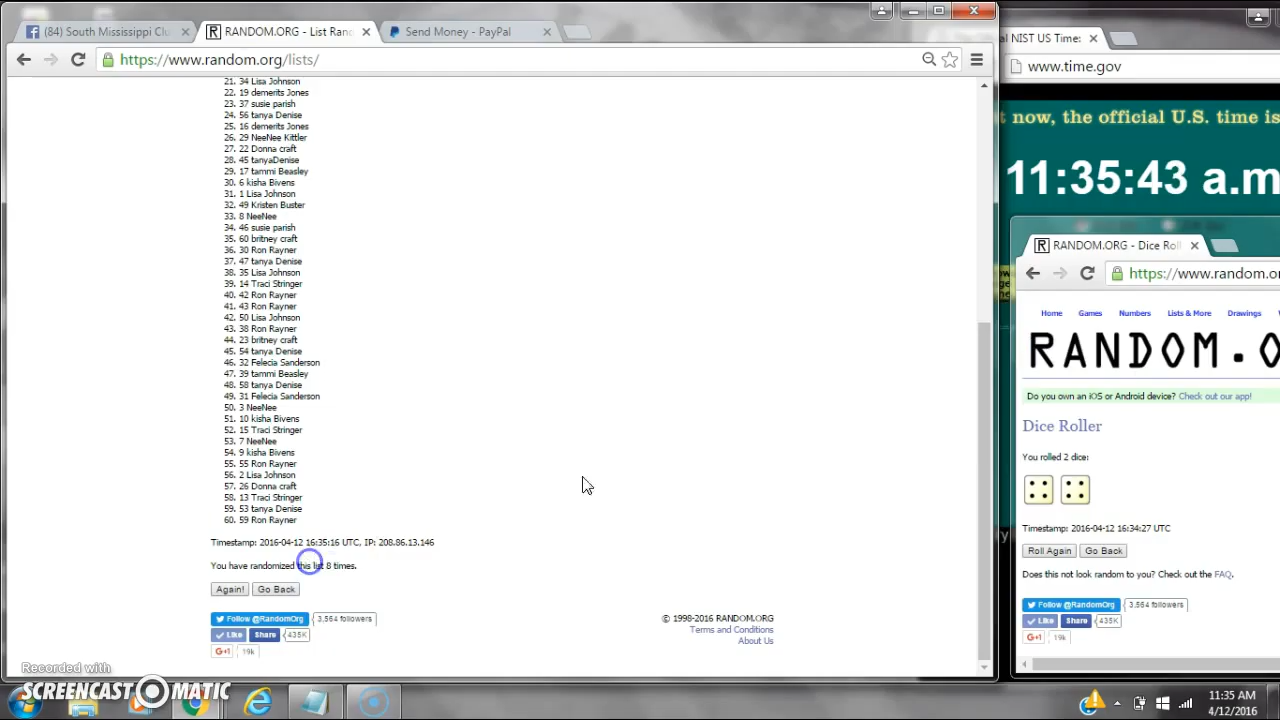 (84) South Mississippi Clu
RANDOM.ORG - List Ran
Send Money - PayPal
https://www.random.org/lists/
21. 34 Lisa Johnson
22. 19 demerits Jones
23. 37 susie parish
24. 56 tanya Denise
25. 16 demerits Jones
26. 29 NeeNee Kittler
27. 22 Donna craft
28. 45 tanyaDenise
29. 17 tammi Beasley
30. 6 kisha Bivens
31. 1 Lisa Johnson
32. 49 Kristen Buster
33. 8 NeeNee
34. 46 susie parish
35. 60 britney craft
36. 30 Ron Rayner
37. 47 tanya Denise
38. 35 Lisa Johnson
39. 14 Traci Stringer
40. 42 Ron Rayner
41. 43 Ron Rayner
42. 50 Lisa Johnson
43. 38 Ron Rayner
44. 23 britney craft
45. 54 tanya Denise
46. 32 Felecia Sanderson
47. 39 tammi Beasley
48. 58 tanya Denise
49. 31 Felecia Sanderson
50. 3 NeeNee
51. 10 kisha Bivens
52. 15 Traci Stringer
53. 7 NeeNee
54. 9 kisha Bivens
55. 55 Ron Rayner
56. 2 Lisa Johnson
57. 26 Donna craft
58. 13 Traci Stringer
59. 53 tanya Denise
60. 59 Ron Rayner
Timestamp: 2016-04-12 16:35:16 UTC, IP: 208.86.13.146
You have randomized this list 8 times.
Again! Go Back
Follow @RandomOrg 3,564 followers
Like Share 435K
G+1 19k
© 1998-2016 RANDOM.ORG
Terms and Conditions
About Us
al NIST US Time:
www.time.gov
t now, the official U.S. time is
11:35:43 a.m
RANDOM.ORG - Dice Roll
https://www.random.or
Home Games Numbers Lists & More Drawings
RANDOM.O
Do you own an iOS or Android device? Check out our app!
Dice Roller
You rolled 2 dice:
Timestamp: 2016-04-12 16:34:27 UTC
Roll Again Go Back
Does this not look random to you? Check out the FAQ.
Follow @RandomOrg 3,564 followers
Like Share 435K
G+1 19k
Recorded with
SCREENCAST-O-MATIC
11:35 AM
4/12/2016